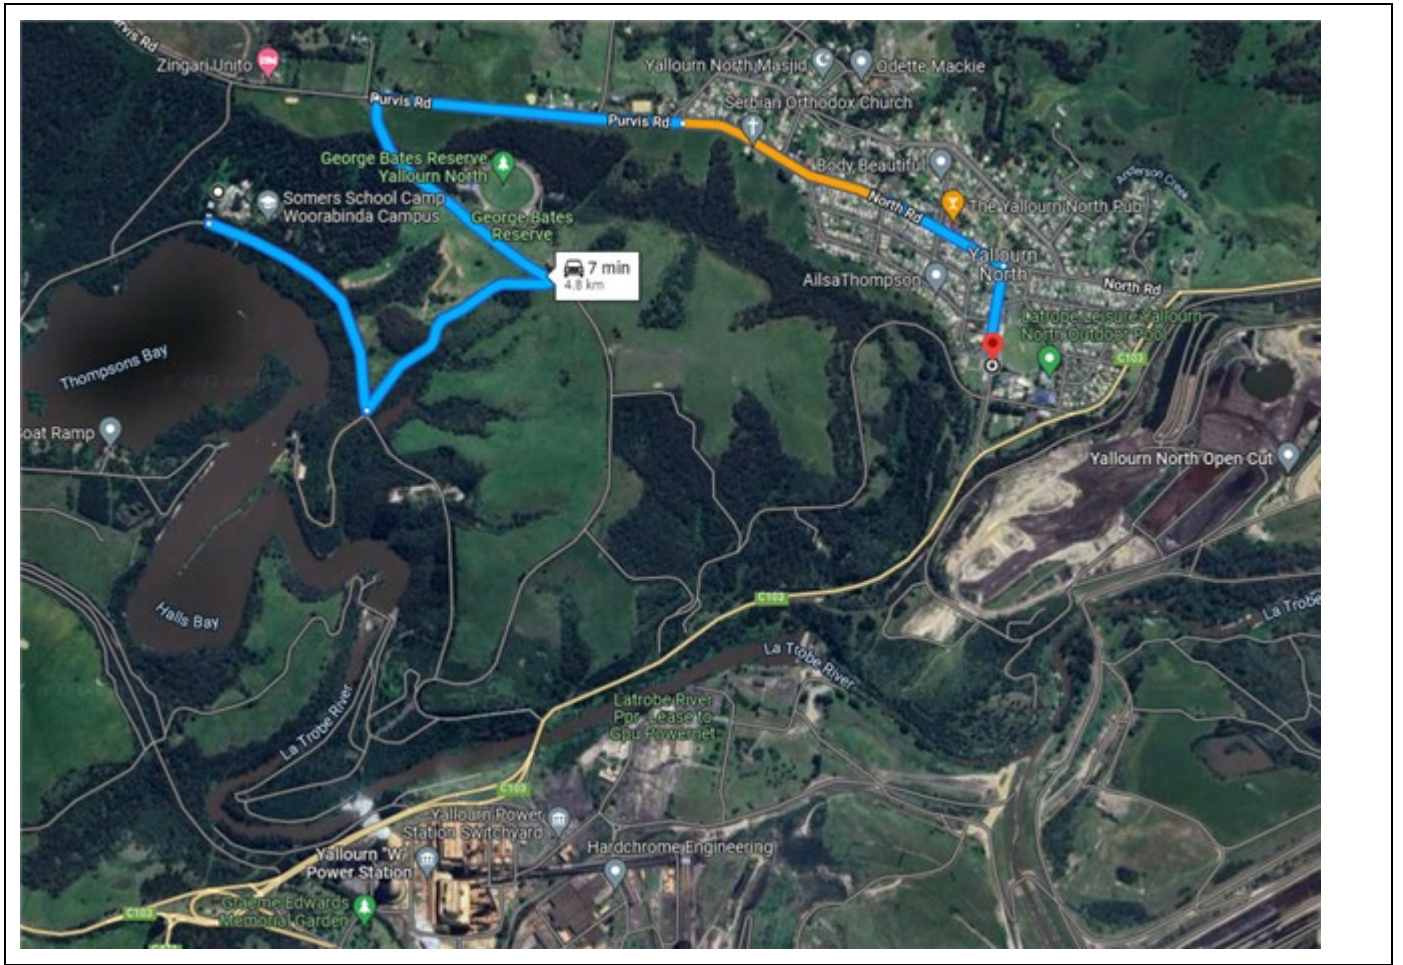 rvis Rd
Zingari Unito
Yallourn North Masjid
Odette Mackie
Purvis Rd
Serbian Orthodox Church
Purvis Rd
George Bates Reserve
Yallourn North
Body Beautiful
Anderson Creek
Somers School Camp
Woorabinda Campus
North Rd
The Yallourn North Pub
George Bates
Reserve
Yallourn
North
7 min
4.8 km
AilsaThompson
North Rd
Latrobe Leisure Yallourn
North Outdoor Poo
Thompsons Bay
C103
oat Ramp
Yallourn North Open Cut
C103
Halls Bay
La Trobe
La Trobe River
La Trobe River
Latrobe River
Ppr. Lease to
Gpu Powernet
C103
Yallourn Power
Station Switchyard
Yallourn "W"
Power Station
Hardchrome Engineering
Graeme Edwards
Memorial Garden
C103